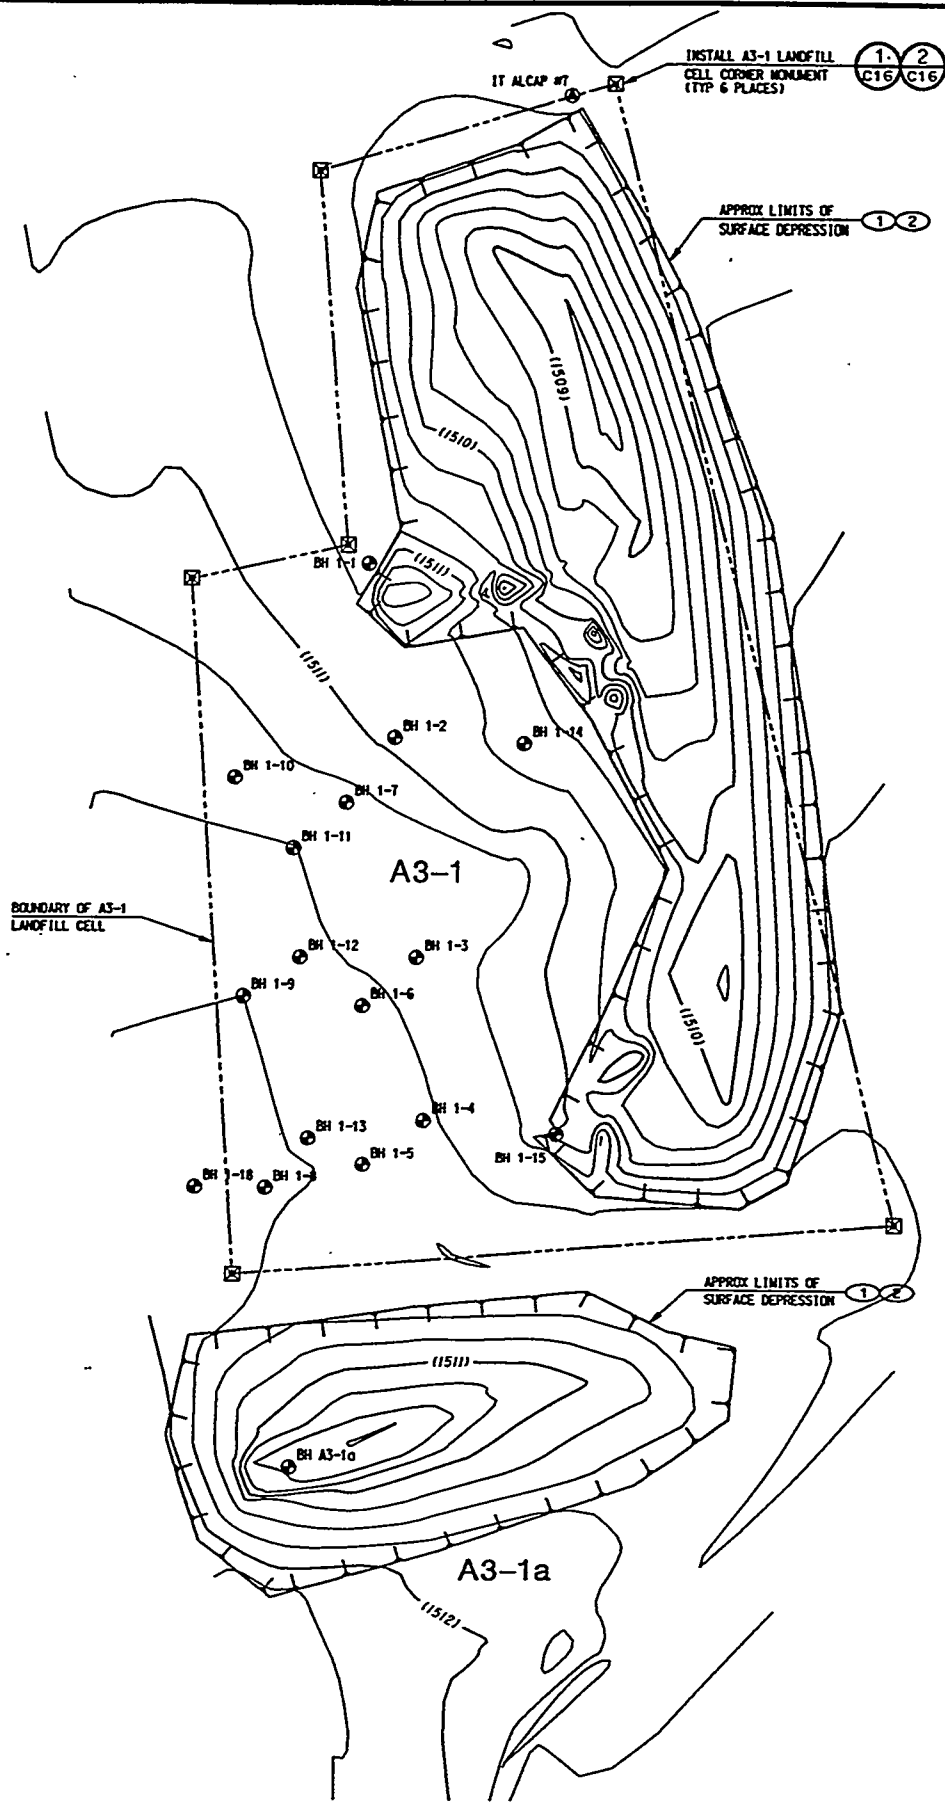 IT ALCAP #7
INSTALL A3-1 LANDFILL
CELL CORNER MONUMENT
(TYP 6 PLACES)
1 2
C16 C16
APPROX LIMITS OF
SURFACE DEPRESSION
1 2
(1509)
(1510)
BH 1-1
(1511)
(1511)
BH 1-2
BH 1-14
BH 1-10
BH 1-7
BH 1-11
A3-1
BOUNDARY OF A3-1
LANDFILL CELL
BH 1-12
BH 1-3
BH 1-9
BH 1-6
(1510)
BH 1-4
BH 1-13
BH 1-5
BH 1-15
BH 1-18
BH
APPROX LIMITS OF
SURFACE DEPRESSION
1 2
(1511)
BH A3-1a
A3-1a
(1512)